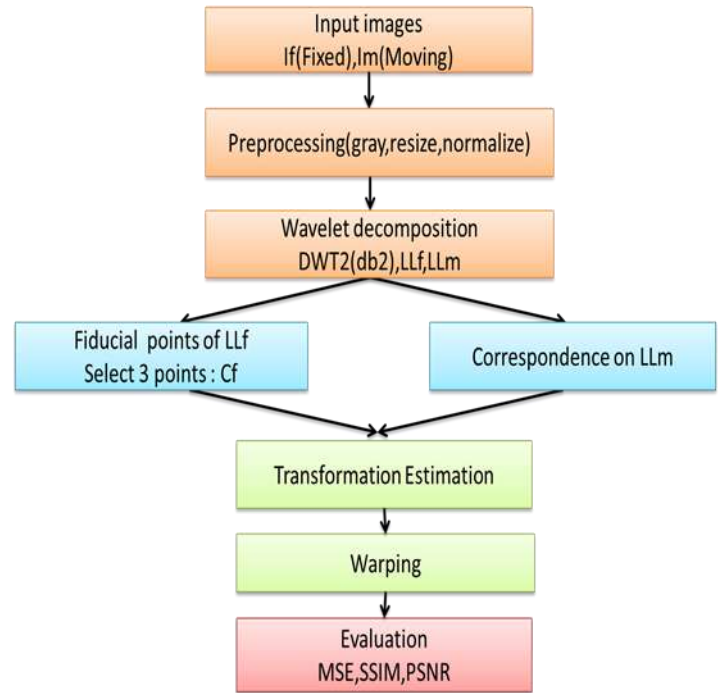 Input images
If(Fixed),Im(Moving)
Preprocessing(gray,resize,normalize)
Wavelet decomposition
DWT2(db2),LLf,LLm
Fiducial points of LLf
Select 3 points : Cf
Correspondence on LLm
Transformation Estimation
Warping
Evaluation
MSE,SSIM,PSNR